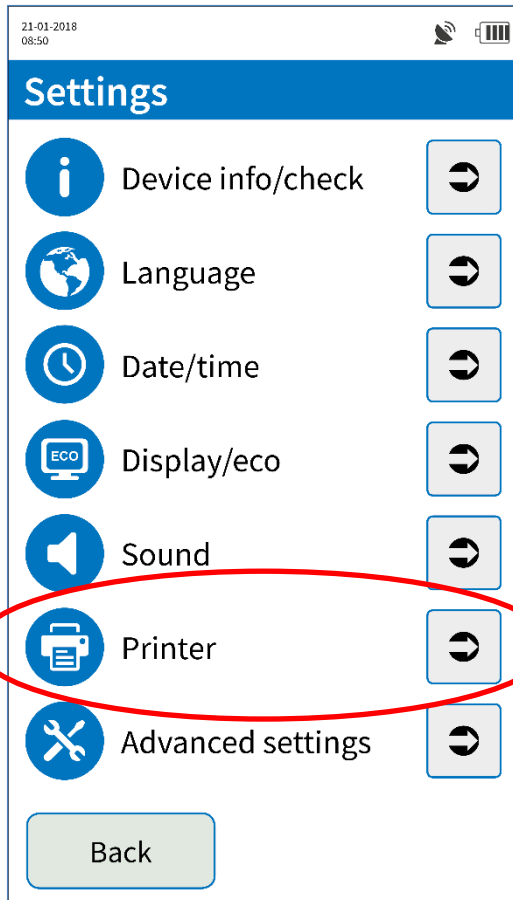 21-01-2018
08:50
Settings
Device info/check
Language
Date/time
ECO
Display/eco
Sound
Printer
Advanced settings
Back